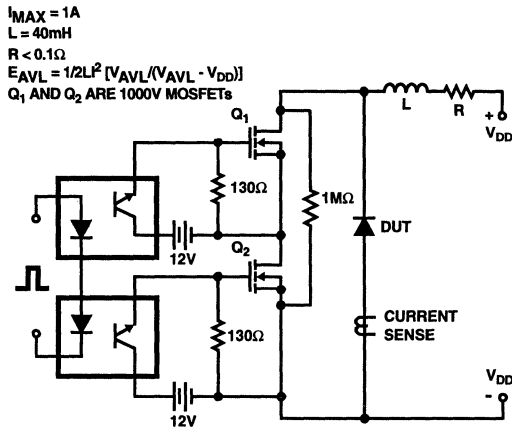 IMAX = 1A
L = 40mH
R < 0.1Ω
EAVL = 1/2LI² [VAVL/(VAVL - VDD)]
Q1 AND Q2 ARE 1000V MOSFETs
Q1
L
R
+
VDD
130Ω
1MΩ
DUT
12V
Q2
CURRENT
SENSE
130Ω
VDD
-
12V